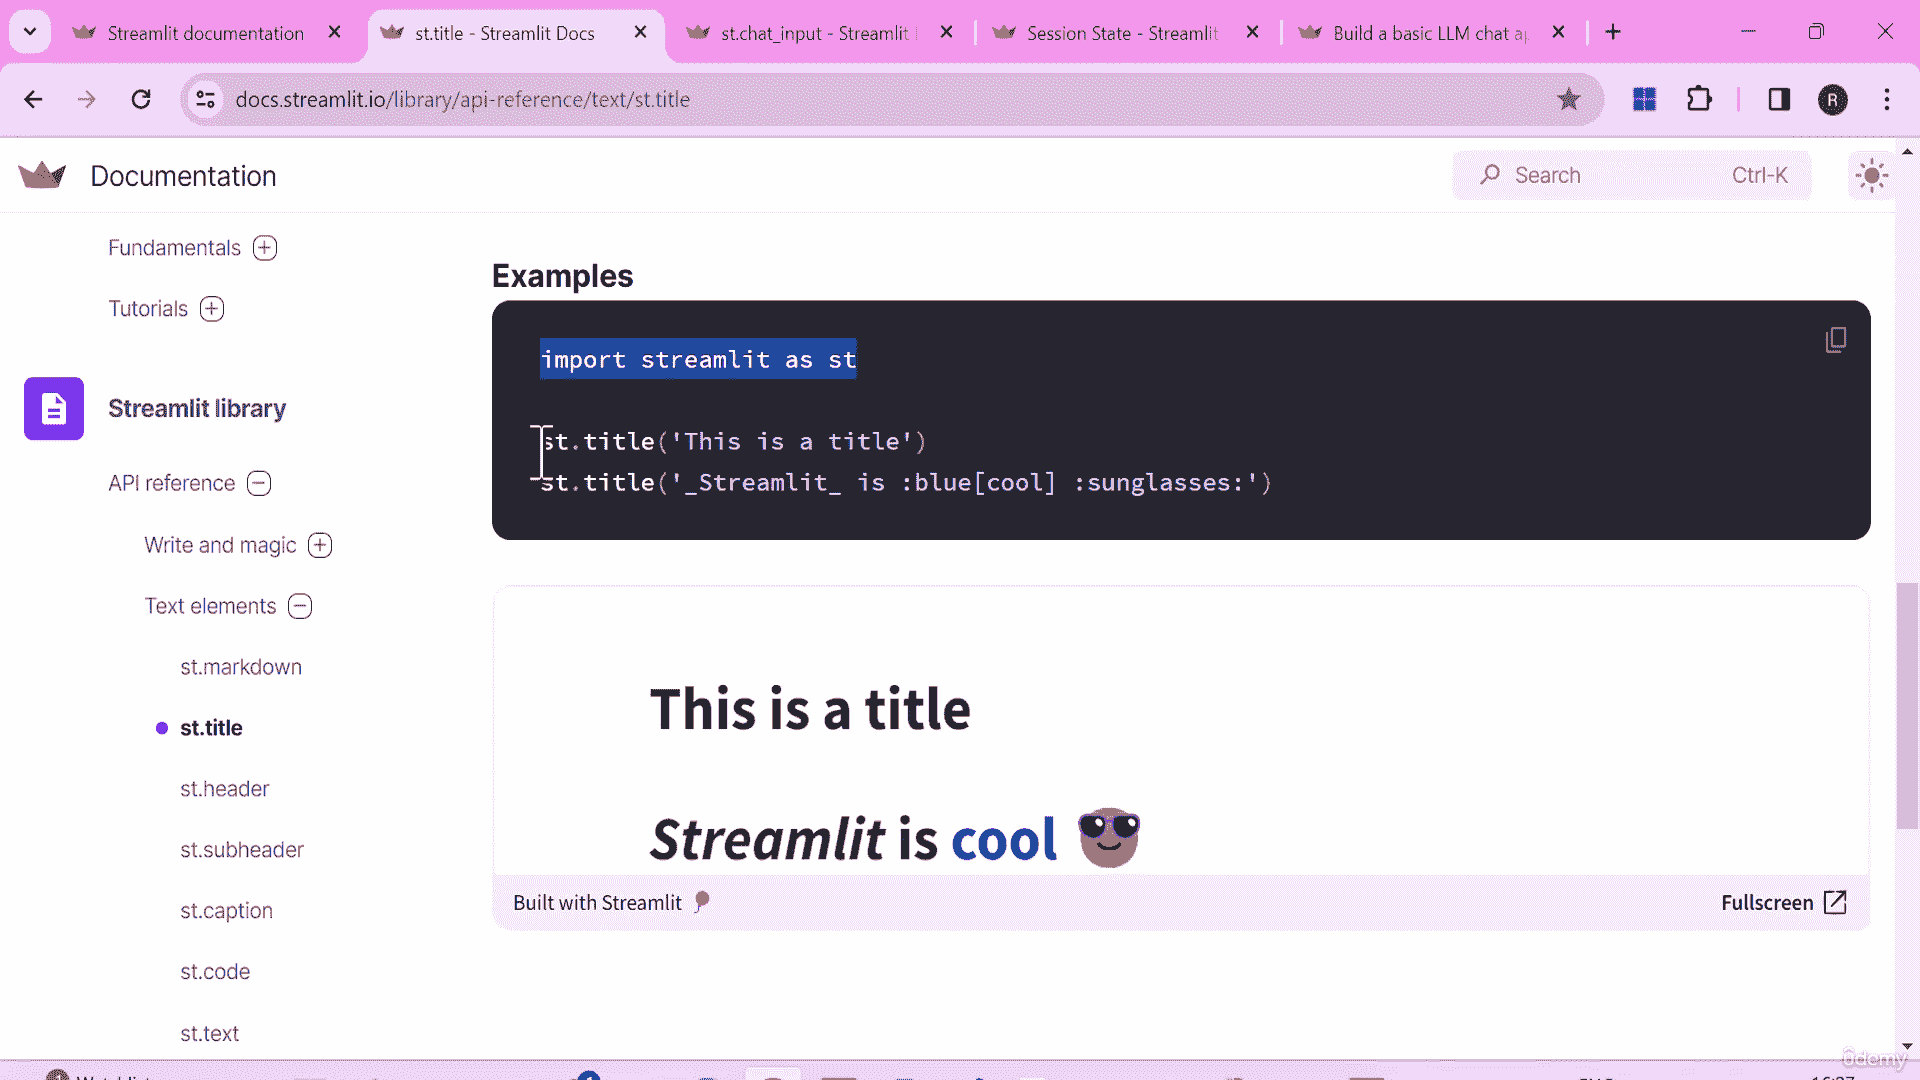 Streamlit documentation
st.title - Streamlit Docs
st.chat_input - Streamlit
Session State - Streamlit
Build a basic LLM chat ap
docs.streamlit.io/library/api-reference/text/st.title
R
Documentation
Search Ctrl-K
Fundamentals
Tutorials
Streamlit library
API reference
Write and magic
Text elements
st.markdown
st.title
st.header
st.subheader
st.caption
st.code
st.text
Examples
import streamlit as st
st.title('This is a title')
st.title('_Streamlit_ is :blue[cool] :sunglasses:')
This is a title
Streamlit is cool
Built with Streamlit
Fullscreen
udemy